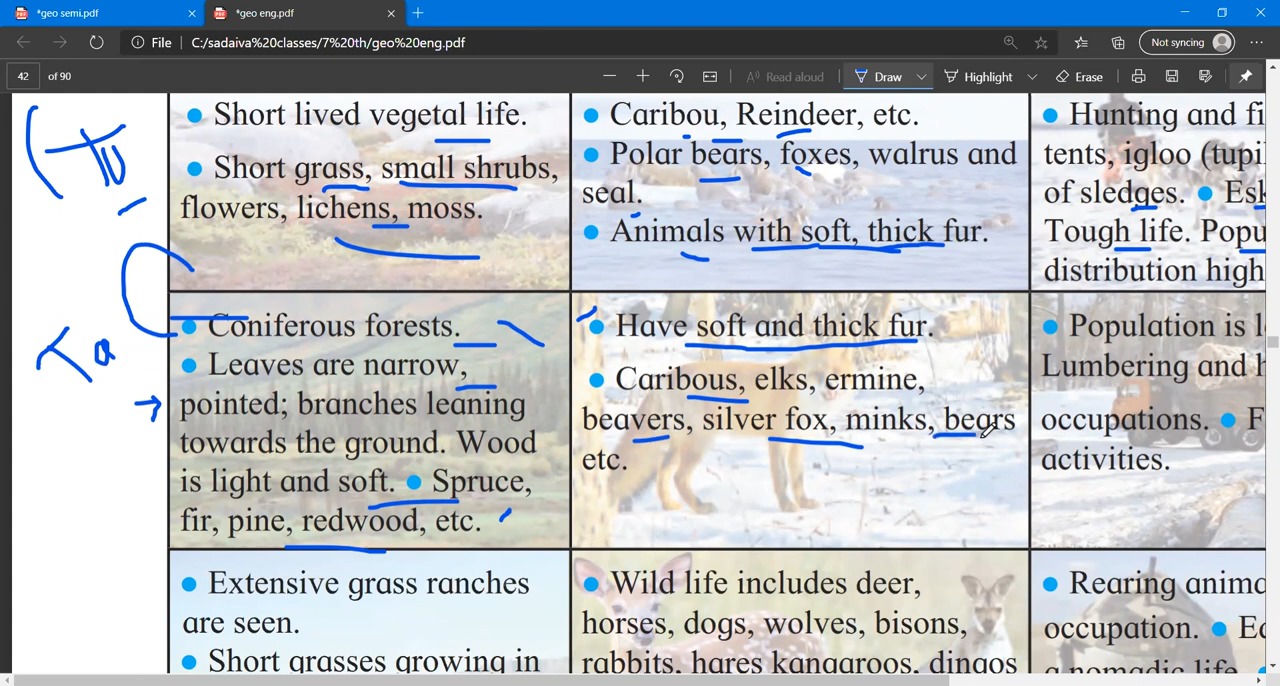 *geo semi.pdf
*geo eng.pdf
File C:/sadaiva%20classes/7%20th/geo%20eng.pdf
Not syncing
42 of 90
Read aloud
Draw
Highlight
Erase
Short lived vegetal life.
Short grass, small shrubs,
flowers, lichens, moss.
Caribou, Reindeer, etc.
Polar bears, foxes, walrus and
seal.
Animals with soft, thick fur.
Hunting and fi
tents, igloo (tupi
of sledges. Esk
Tough life. Popu
distribution high
Coniferous forests.
Leaves are narrow,
pointed; branches leaning
towards the ground. Wood
is light and soft. Spruce,
fir, pine, redwood, etc.
Have soft and thick fur.
Caribous, elks, ermine,
beavers, silver fox, minks, bears
etc.
Population is l
Lumbering and h
occupations. F
activities.
Ta
Extensive grass ranches
are seen.
Short grasses growing in
Wild life includes deer,
horses, dogs, wolves, bisons,
rabbits, hares kangaroos, dingos
Rearing anima
occupation. Ed
a nomadic life.